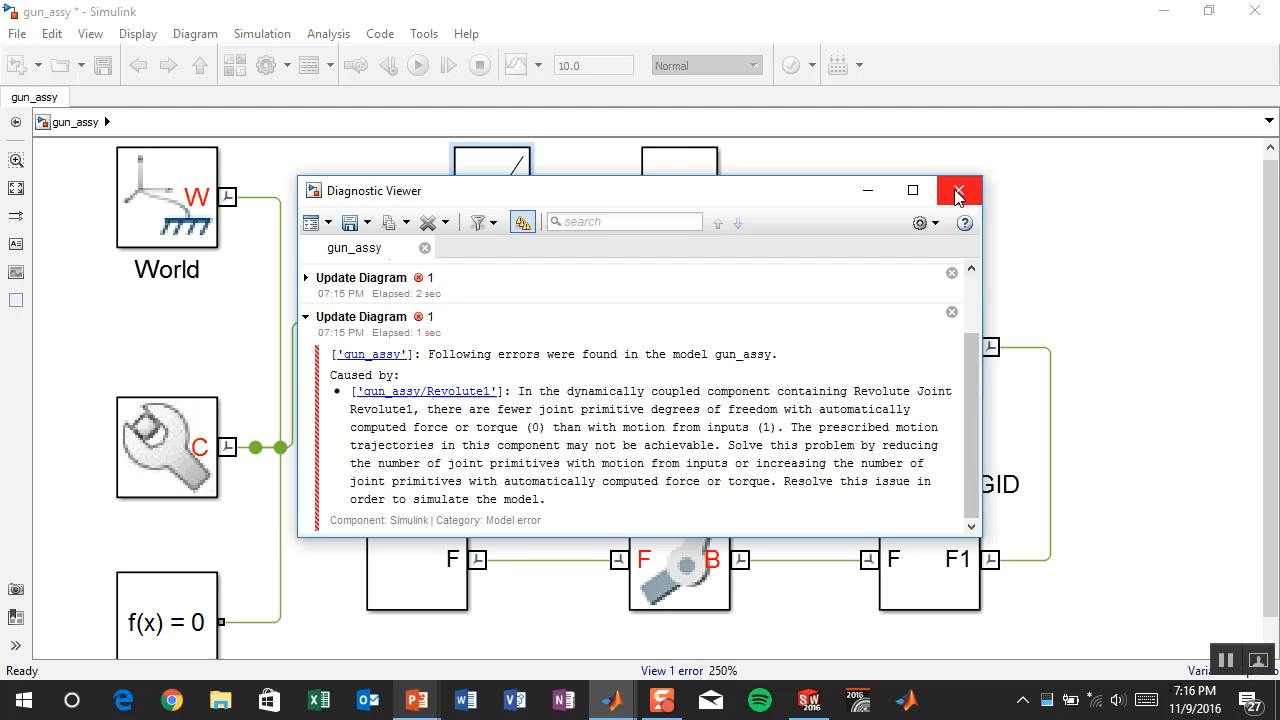 gun_assy * - Simulink
File Edit View Display Diagram Simulation Analysis Code Tools Help
10.0 Normal
gun_assy
gun_assy
W
World
C
f(x) = 0
Diagnostic Viewer
search
gun_assy
Update Diagram 1
07:15 PM Elapsed: 2 sec
Update Diagram 1
07:15 PM Elapsed: 1 sec
['gun_assy']: Following errors were found in the model gun_assy.
Caused by:
• ['gun_assy/Revolute1']: In the dynamically coupled component containing Revolute Joint
Revolute1, there are fewer joint primitive degrees of freedom with automatically
computed force or torque (0) than with motion from inputs (1). The prescribed motion
trajectories in this component may not be achievable. Solve this problem by reducing
the number of joint primitives with motion from inputs or increasing the number of
joint primitives with automatically computed force or torque. Resolve this issue in
order to simulate the model.
Component: Simulink | Category: Model error
GID
F F B F F1
Ready View 1 error 250% Varia
7:16 PM
11/9/2016
27
SW
2016
2016